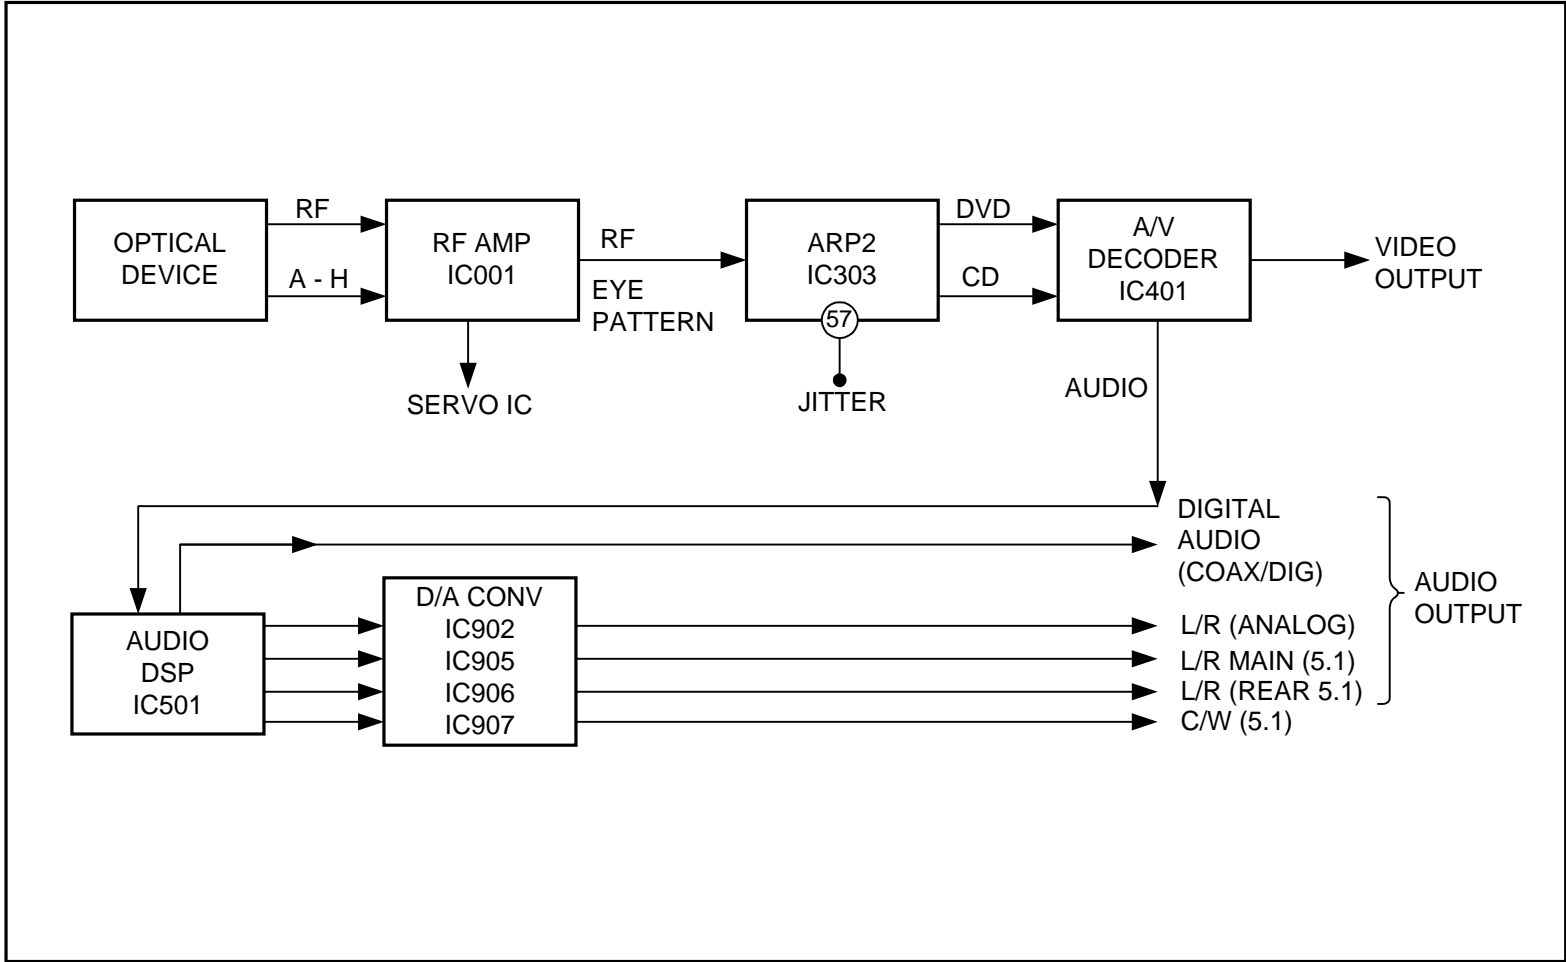 OPTICAL
DEVICE
RF
A - H
RF AMP
IC001
RF
EYE
PATTERN
SERVO IC
ARP2
IC303
57
JITTER
DVD
CD
A/V
DECODER
IC401
VIDEO
OUTPUT
AUDIO
DIGITAL
AUDIO
(COAX/DIG)
AUDIO
DSP
IC501
D/A CONV
IC902
IC905
IC906
IC907
L/R (ANALOG)
L/R MAIN (5.1)
L/R (REAR 5.1)
C/W (5.1)
AUDIO
OUTPUT